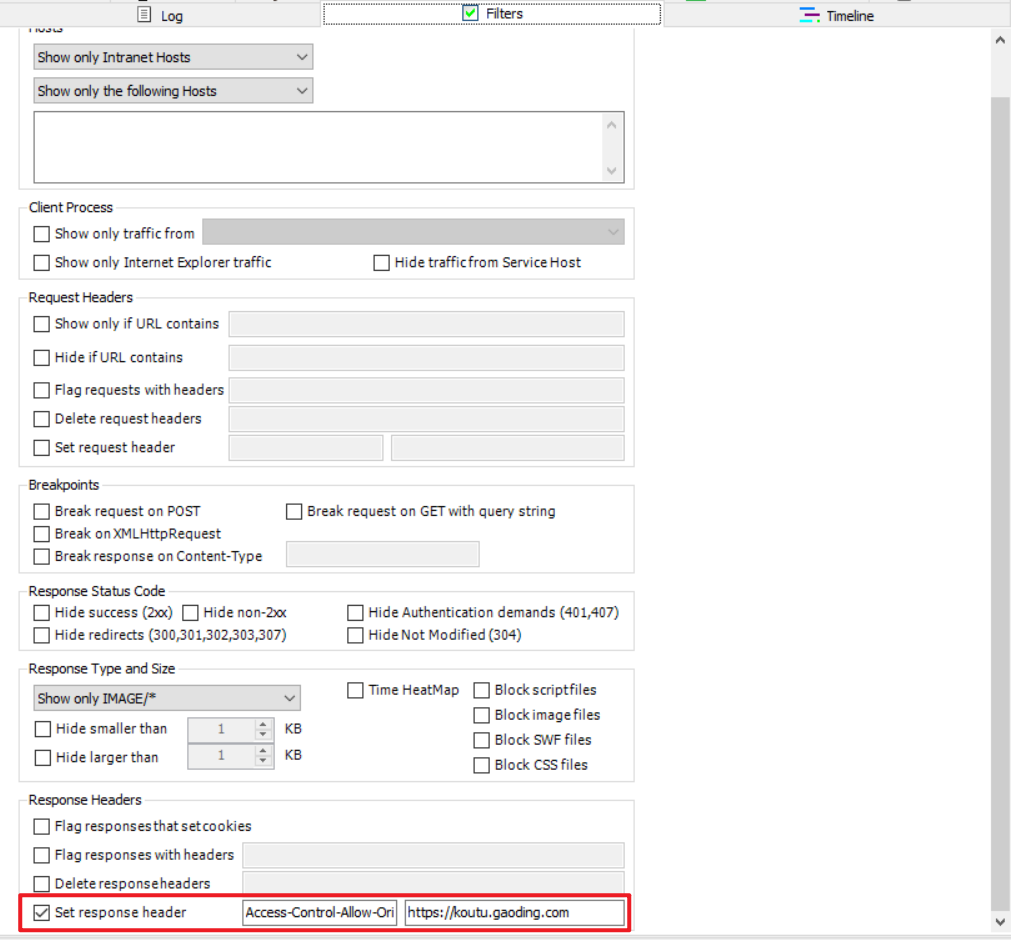 Log
Filters
Timeline
Hosts
Show only Intranet Hosts
Show only the following Hosts
Client Process
Show only traffic from
Show only Internet Explorer traffic
Hide traffic from Service Host
Request Headers
Show only if URL contains
Hide if URL contains
Flag requests with headers
Delete request headers
Set request header
Breakpoints
Break request on POST
Break request on GET with query string
Break on XMLHttpRequest
Break response on Content-Type
Response Status Code
Hide success (2xx)
Hide non-2xx
Hide Authentication demands (401,407)
Hide redirects (300,301,302,303,307)
Hide Not Modified (304)
Response Type and Size
Show only IMAGE/*
Time HeatMap
Block script files
Hide smaller than
1
KB
Block image files
Block SWF files
Hide larger than
1
KB
Block CSS files
Response Headers
Flag responses that set cookies
Flag responses with headers
Delete response headers
Set response header
Access-Control-Allow-Ori
https://koutu.gaoding.com